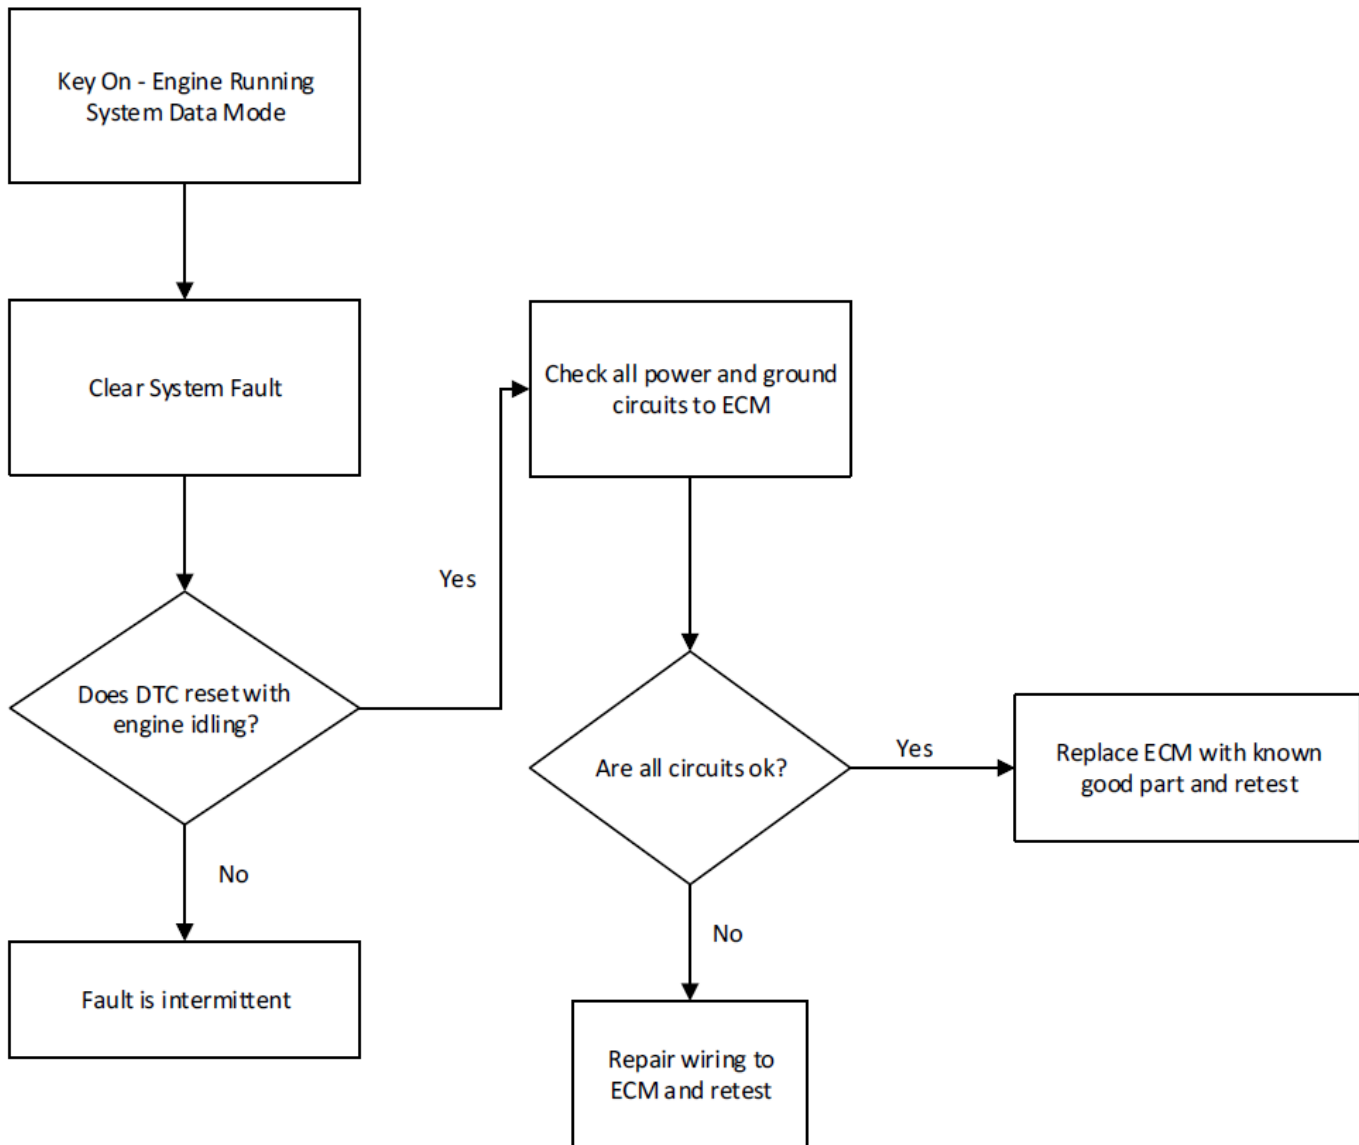 Key On - Engine Running
System Data Mode
Clear System Fault
Does DTC reset with
engine idling?
No
Fault is intermittent
Yes
Check all power and ground
circuits to ECM
Are all circuits ok?
No
Repair wiring to
ECM and retest
Yes
Replace ECM with known
good part and retest